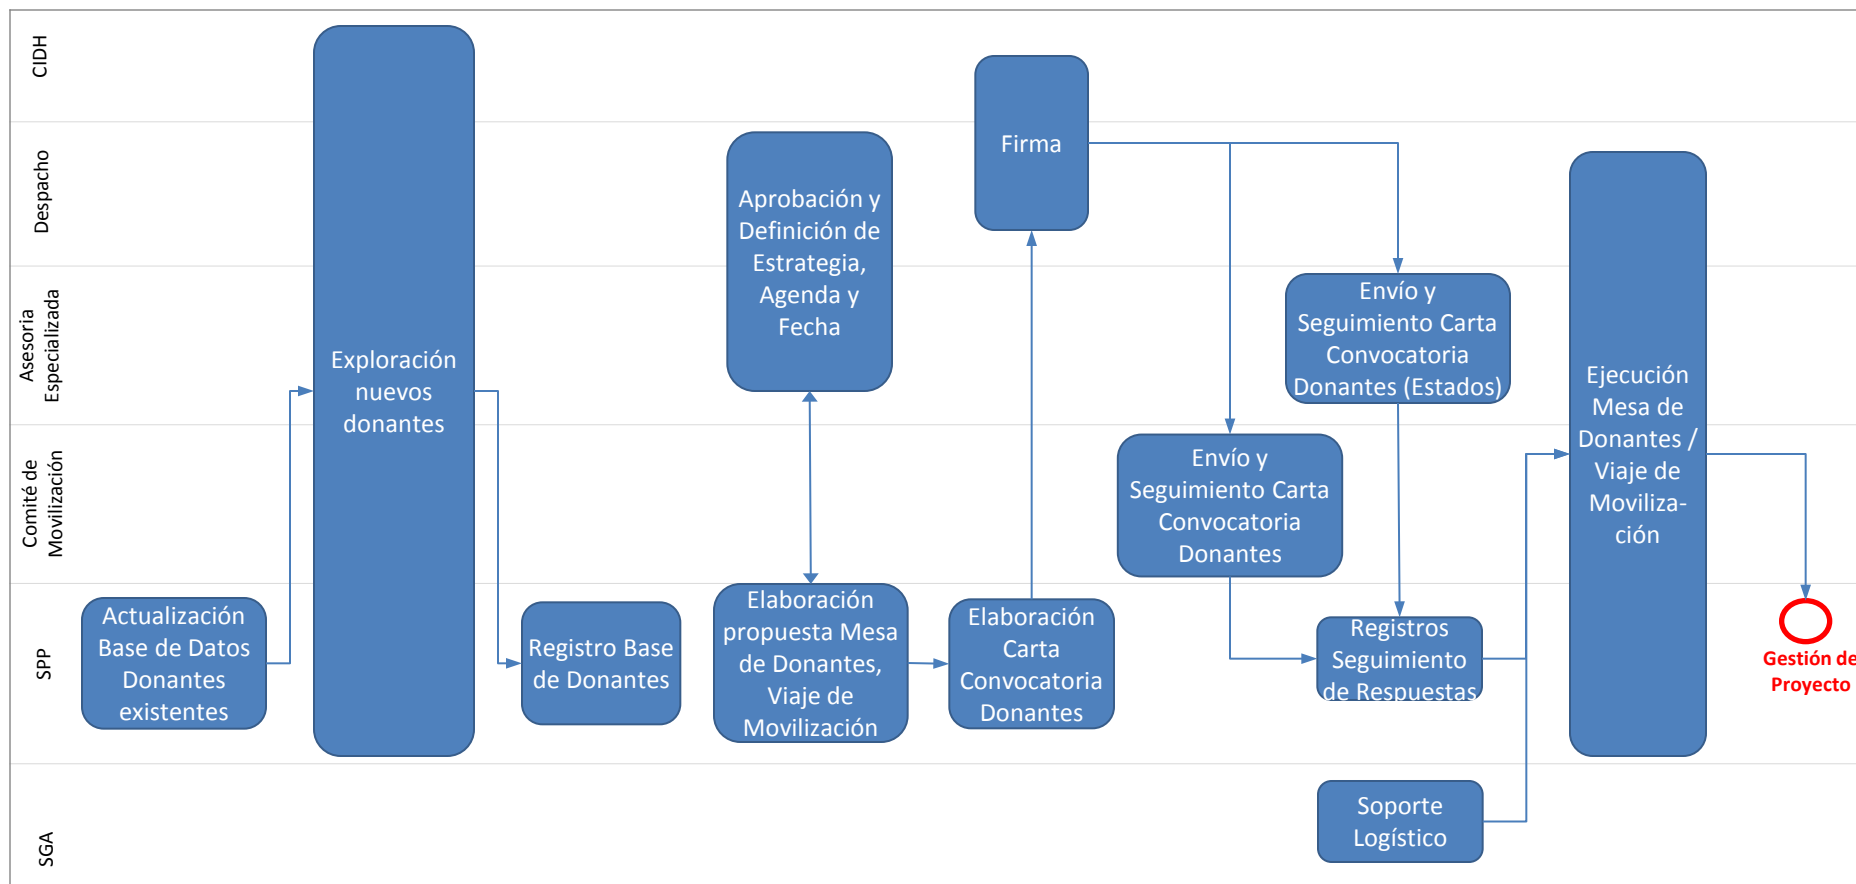 CIDH
Despacho
Asesoria
Especializada
Comité de
Movilización
SPP
SGA
Actualización
Base de Datos
Donantes
existentes
Exploración
nuevos
donantes
Registro Base
de Donantes
Aprobación y
Definición de
Estrategia,
Agenda y
Fecha
Elaboración
propuesta Mesa
de Donantes,
Viaje de
Movilización
Elaboración
Carta
Convocatoria
Donantes
Firma
Envío y
Seguimiento Carta
Convocatoria
Donantes
Envío y
Seguimiento Carta
Convocatoria
Donantes (Estados)
Registros
Seguimiento
de Respuestas
Soporte
Logístico
Ejecución
Mesa de
Donantes /
Viaje de
Moviliza-
ción
Gestión de
Proyecto